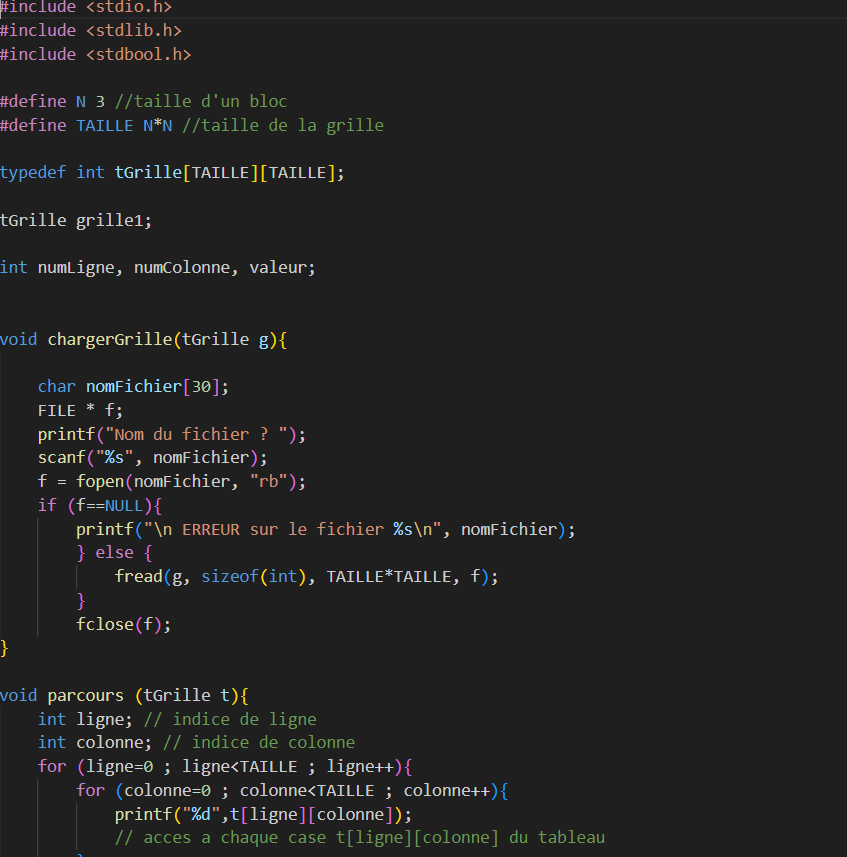 #include <stdio.h>
#include <stdlib.h>
#include <stdbool.h>
#define N 3 //taille d'un bloc
#define TAILLE N*N //taille de la grille
typedef int tGrille[TAILLE][TAILLE];
tGrille grille1;
int numLigne, numColonne, valeur;
void chargerGrille(tGrille g){
char nomFichier[30];
FILE * f;
printf("Nom du fichier ? ");
scanf("%s", nomFichier);
f = fopen(nomFichier, "rb");
if (f==NULL){
printf("\n ERREUR sur le fichier %s\n", nomFichier);
} else {
fread(g, sizeof(int), TAILLE*TAILLE, f);
}
fclose(f);
}
void parcours (tGrille t){
int ligne; // indice de ligne
int colonne; // indice de colonne
for (ligne=0 ; ligne<TAILLE ; ligne++){
for (colonne=0 ; colonne<TAILLE ; colonne++){
printf("%d",t[ligne][colonne]);
// acces a chaque case t[ligne][colonne] du tableau